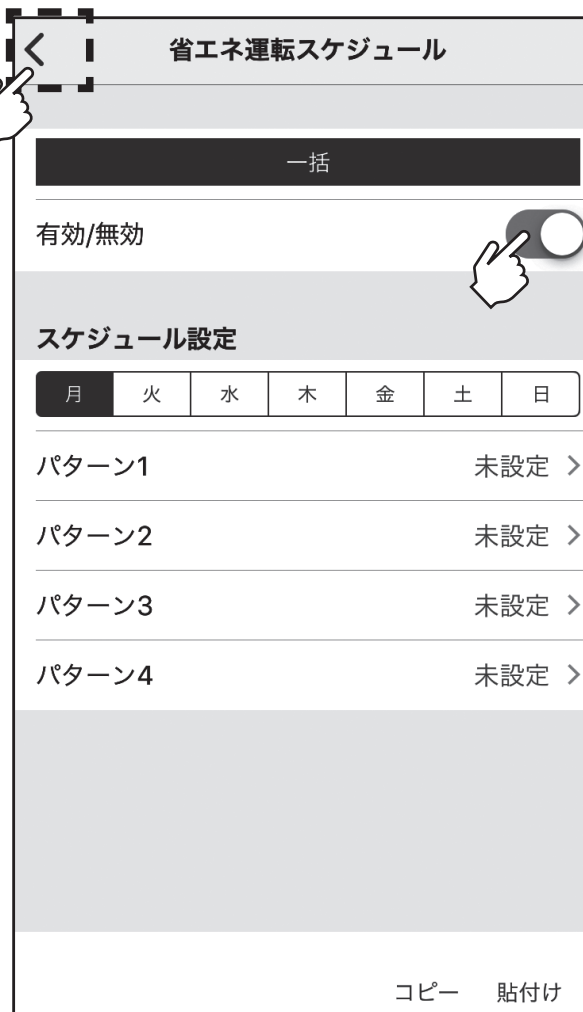 省エネ運転スケジュール
一括
有効/無効
スケジュール設定
月 火 水 木 金 土 日
パターン1 未設定
パターン2 未設定
パターン3 未設定
パターン4 未設定
コピー 貼付け